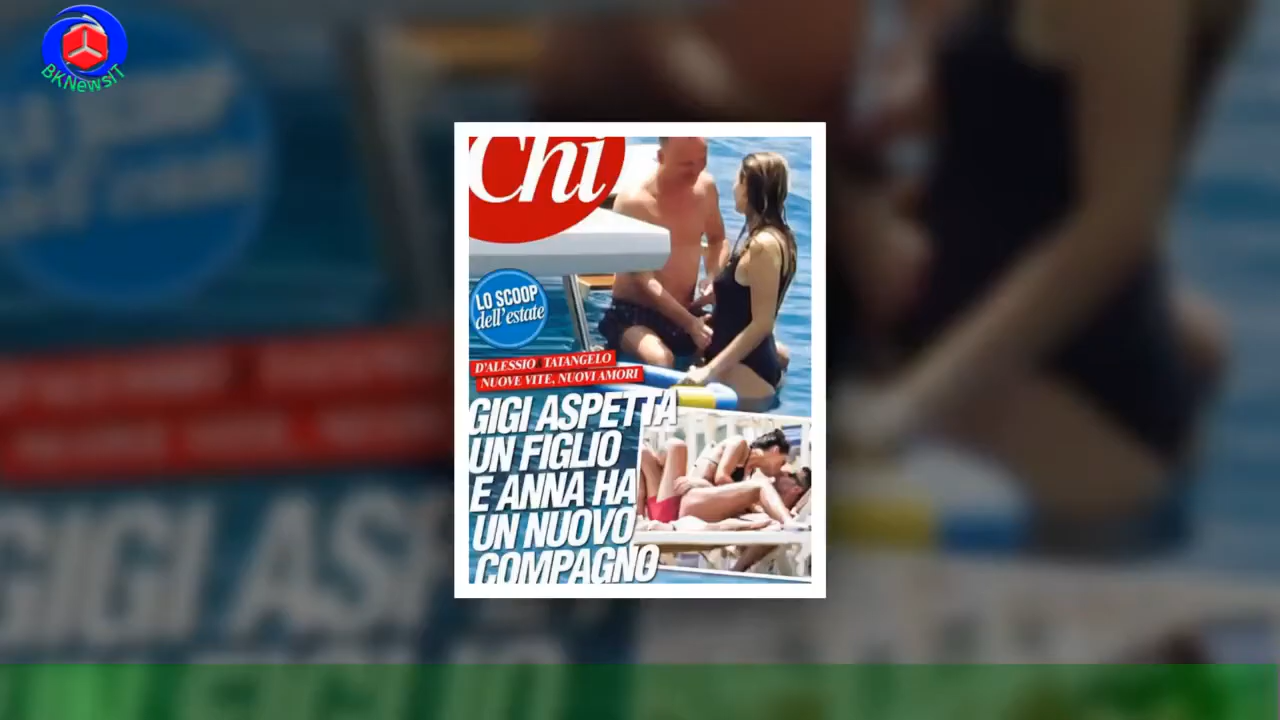 BKNewsIT
Chi
LO SCOOP
dell'estate
D'ALESSIO & TATANGELO
NUOVE VITE, NUOVI AMORI
GIGI ASPETTA
UN FIGLIO
E ANNA HA
UN NUOVO
COMPAGNO